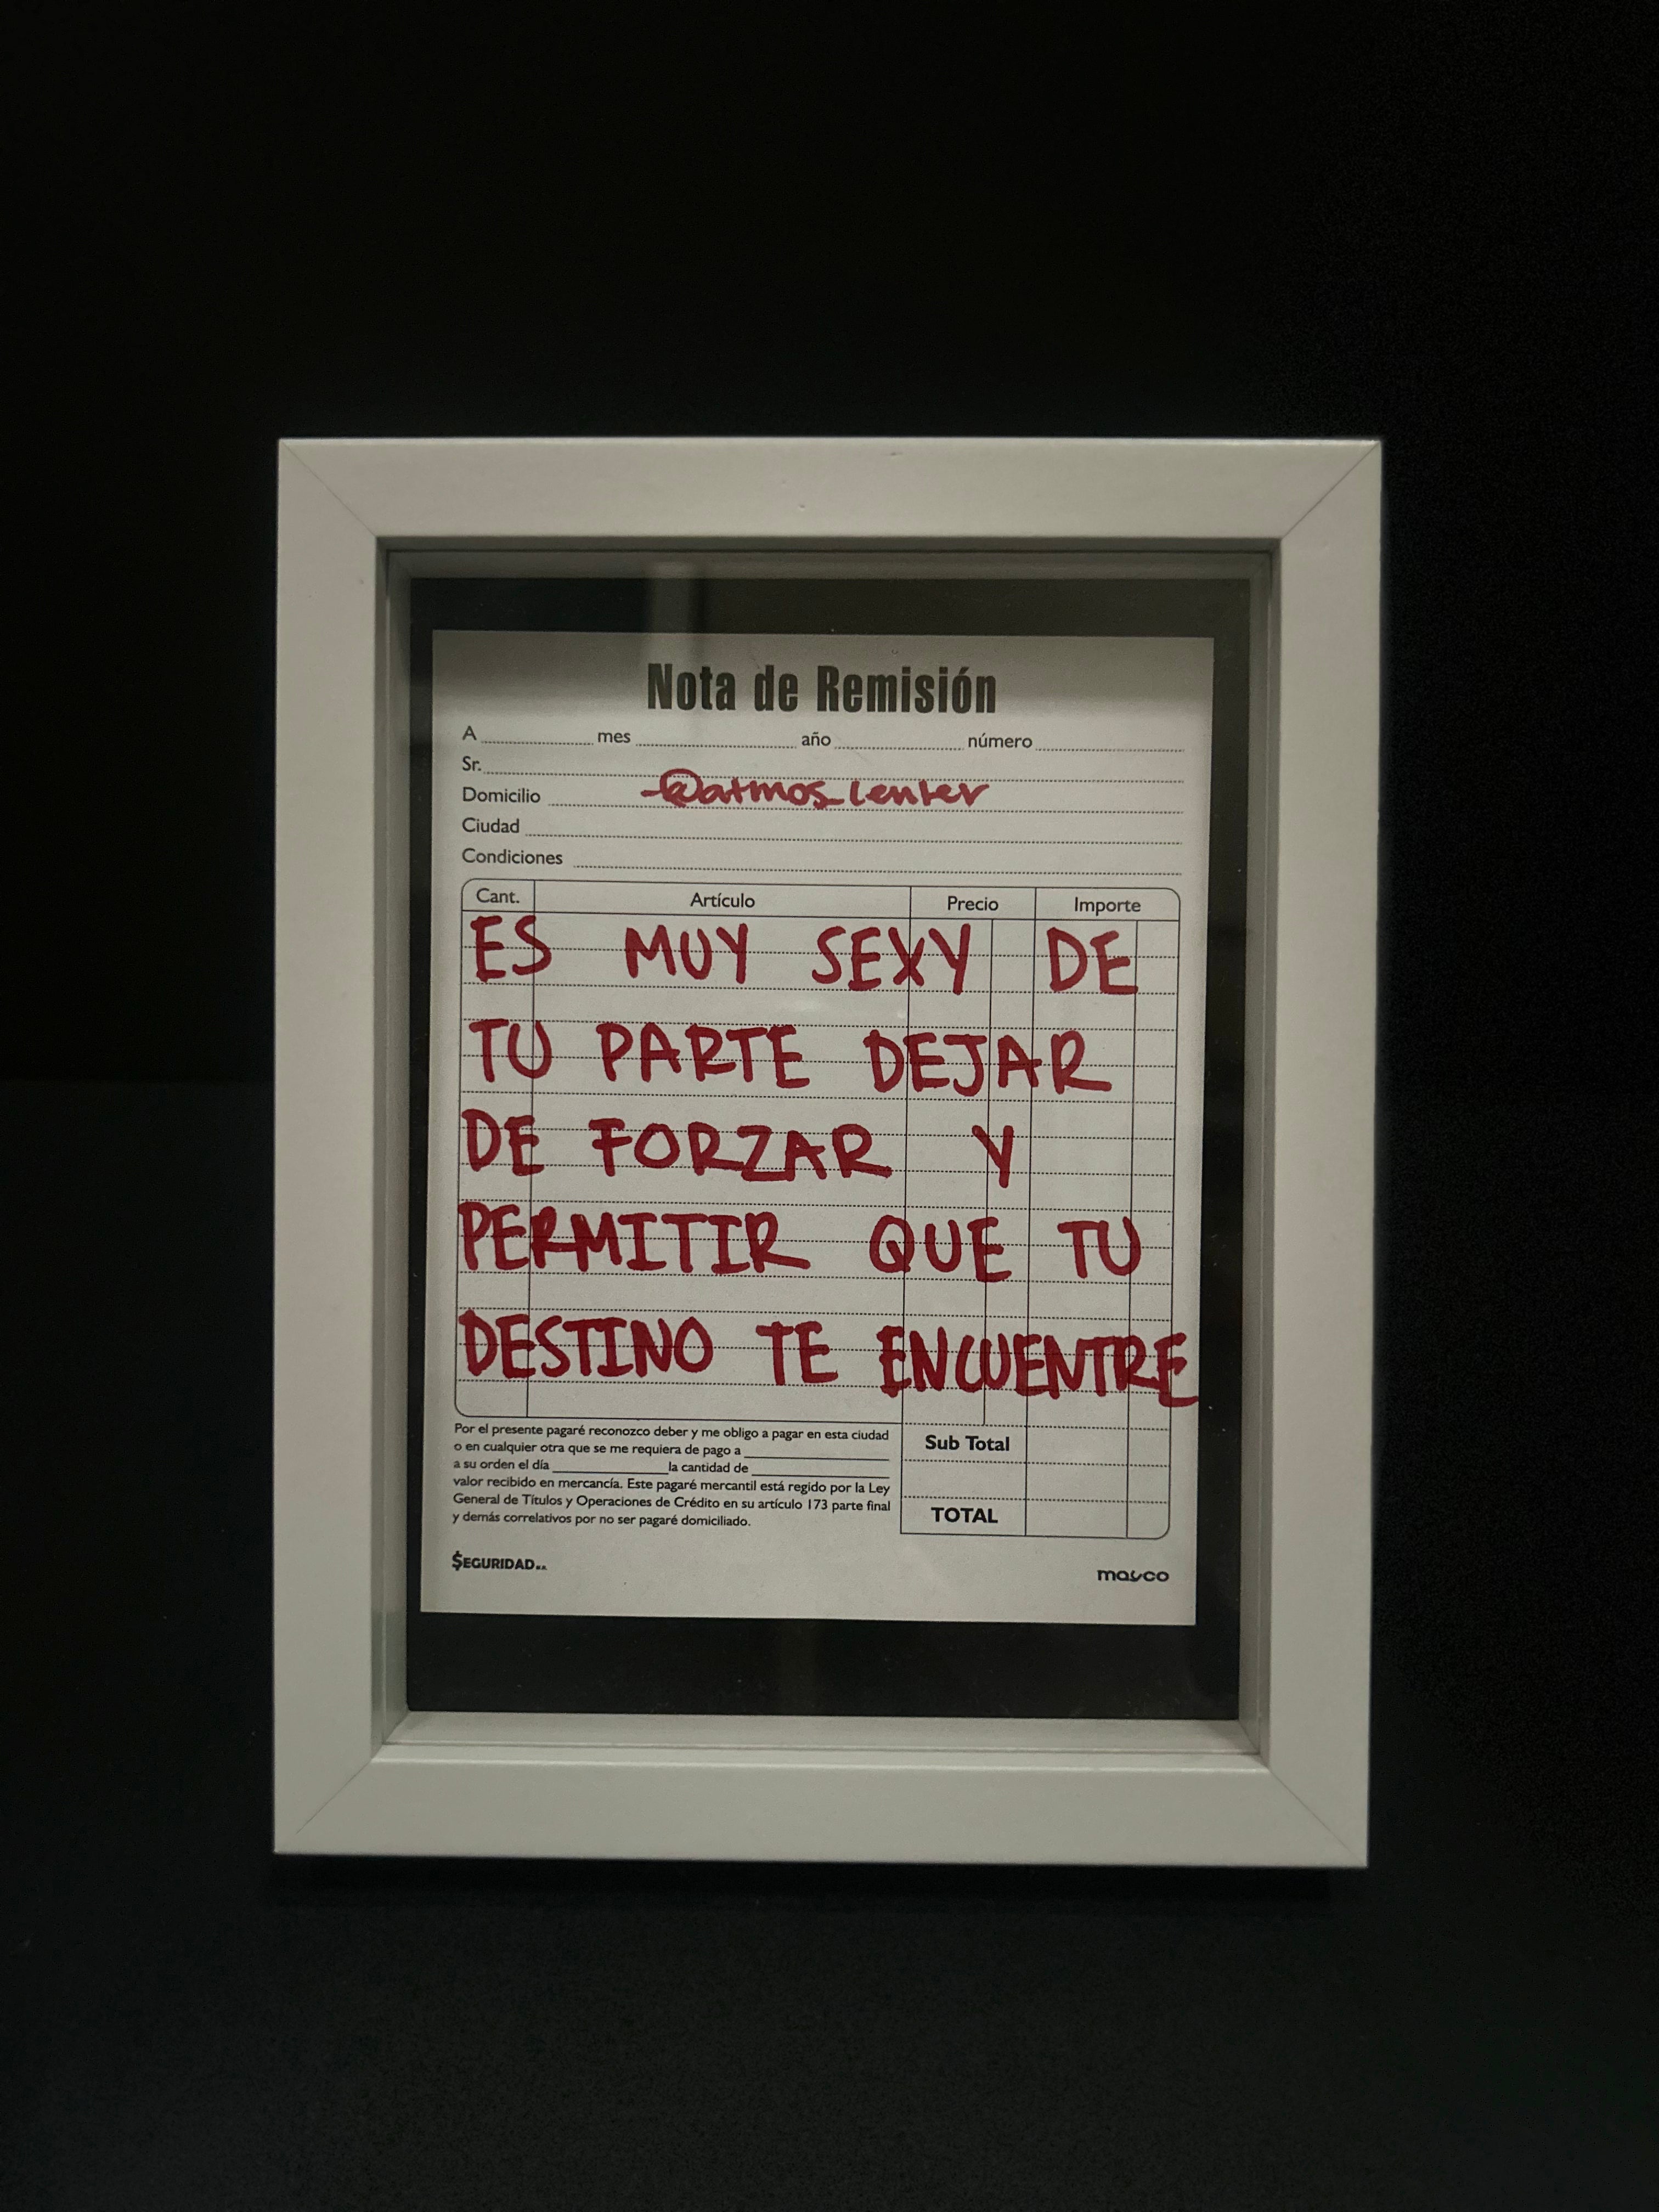 Nota de Remisión
A mes año número
Sr.
-@atmos_center
Domicilio
Ciudad
Condiciones
Cant. Artículo Precio Importe
ES MUY SEXY DE
TU PARTE DEJAR
DE FORZAR Y
PERMITIR QUE TU
DESTINO TE ENCUENTRE
Por el presente pagaré reconozco deber y me obligo a pagar en esta ciudad
o en cualquier otra que se me requiera de pago a
a su orden el día la cantidad de
valor recibido en mercancía. Este pagaré mercantil está regido por la Ley
General de Títulos y Operaciones de Crédito en su artículo 173 parte final
y demás correlativos por no ser pagaré domiciliado.
Sub Total
TOTAL
$EGURIDAD
masco